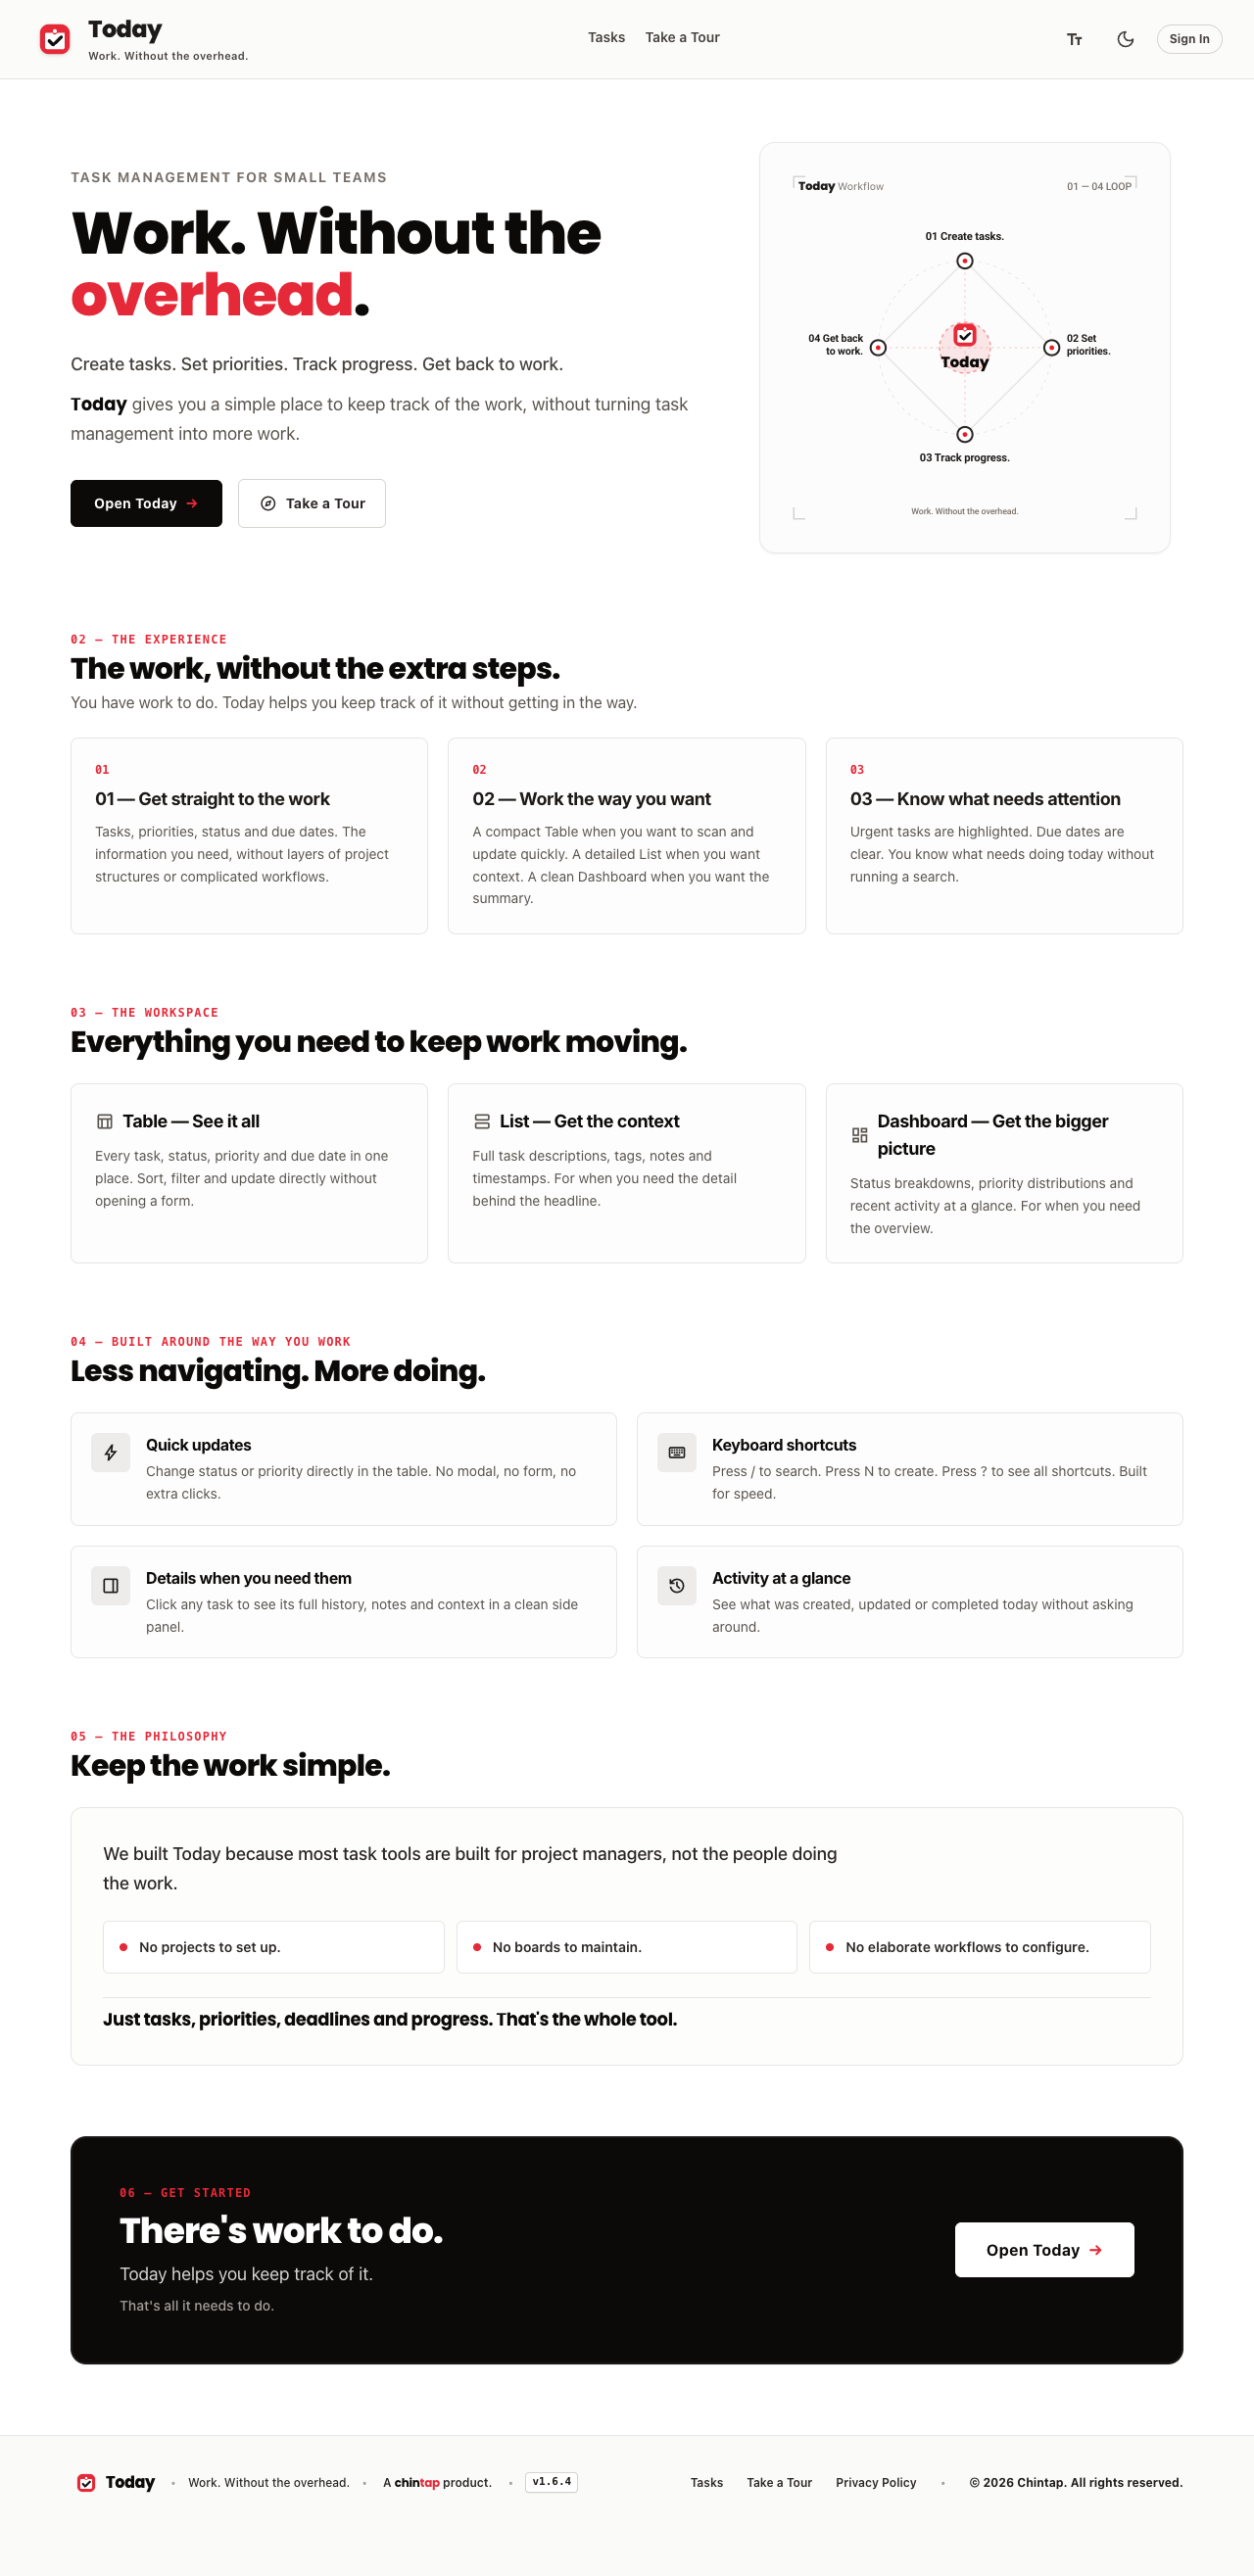 Today
Work. Without the overhead.
Tasks
Take a Tour
Tт
Sign In
TASK MANAGEMENT FOR SMALL TEAMS
Work. Without the
overhead.
Create tasks. Set priorities. Track progress. Get back to work.
Today gives you a simple place to keep track of the work, without turning task
management into more work.
Open Today →
Take a Tour
Today Workflow
01 — 04 LOOP
01 Create tasks.
04 Get back
to work.
Today
02 Set
priorities.
03 Track progress.
Work. Without the overhead.
02 — THE EXPERIENCE
The work, without the extra steps.
You have work to do. Today helps you keep track of it without getting in the way.
01
01 — Get straight to the work
Tasks, priorities, status and due dates. The
information you need, without layers of project
structures or complicated workflows.
02
02 — Work the way you want
A compact Table when you want to scan and
update quickly. A detailed List when you want
context. A clean Dashboard when you want the
summary.
03
03 — Know what needs attention
Urgent tasks are highlighted. Due dates are
clear. You know what needs doing today without
running a search.
03 — THE WORKSPACE
Everything you need to keep work moving.
Table — See it all
Every task, status, priority and due date in one
place. Sort, filter and update directly without
opening a form.
List — Get the context
Full task descriptions, tags, notes and
timestamps. For when you need the detail
behind the headline.
Dashboard — Get the bigger
picture
Status breakdowns, priority distributions and
recent activity at a glance. For when you need
the overview.
04 — BUILT AROUND THE WAY YOU WORK
Less navigating. More doing.
Quick updates
Change status or priority directly in the table. No modal, no form, no
extra clicks.
Keyboard shortcuts
Press / to search. Press N to create. Press ? to see all shortcuts. Built
for speed.
Details when you need them
Click any task to see its full history, notes and context in a clean side
panel.
Activity at a glance
See what was created, updated or completed today without asking
around.
05 — THE PHILOSOPHY
Keep the work simple.
We built Today because most task tools are built for project managers, not the people doing
the work.
No projects to set up.
No boards to maintain.
No elaborate workflows to configure.
Just tasks, priorities, deadlines and progress. That's the whole tool.
06 — GET STARTED
There's work to do.
Today helps you keep track of it.
That's all it needs to do.
Open Today →
Today • Work. Without the overhead. • A chintap product. • v1.6.4
Tasks
Take a Tour
Privacy Policy • © 2026 Chintap. All rights reserved.